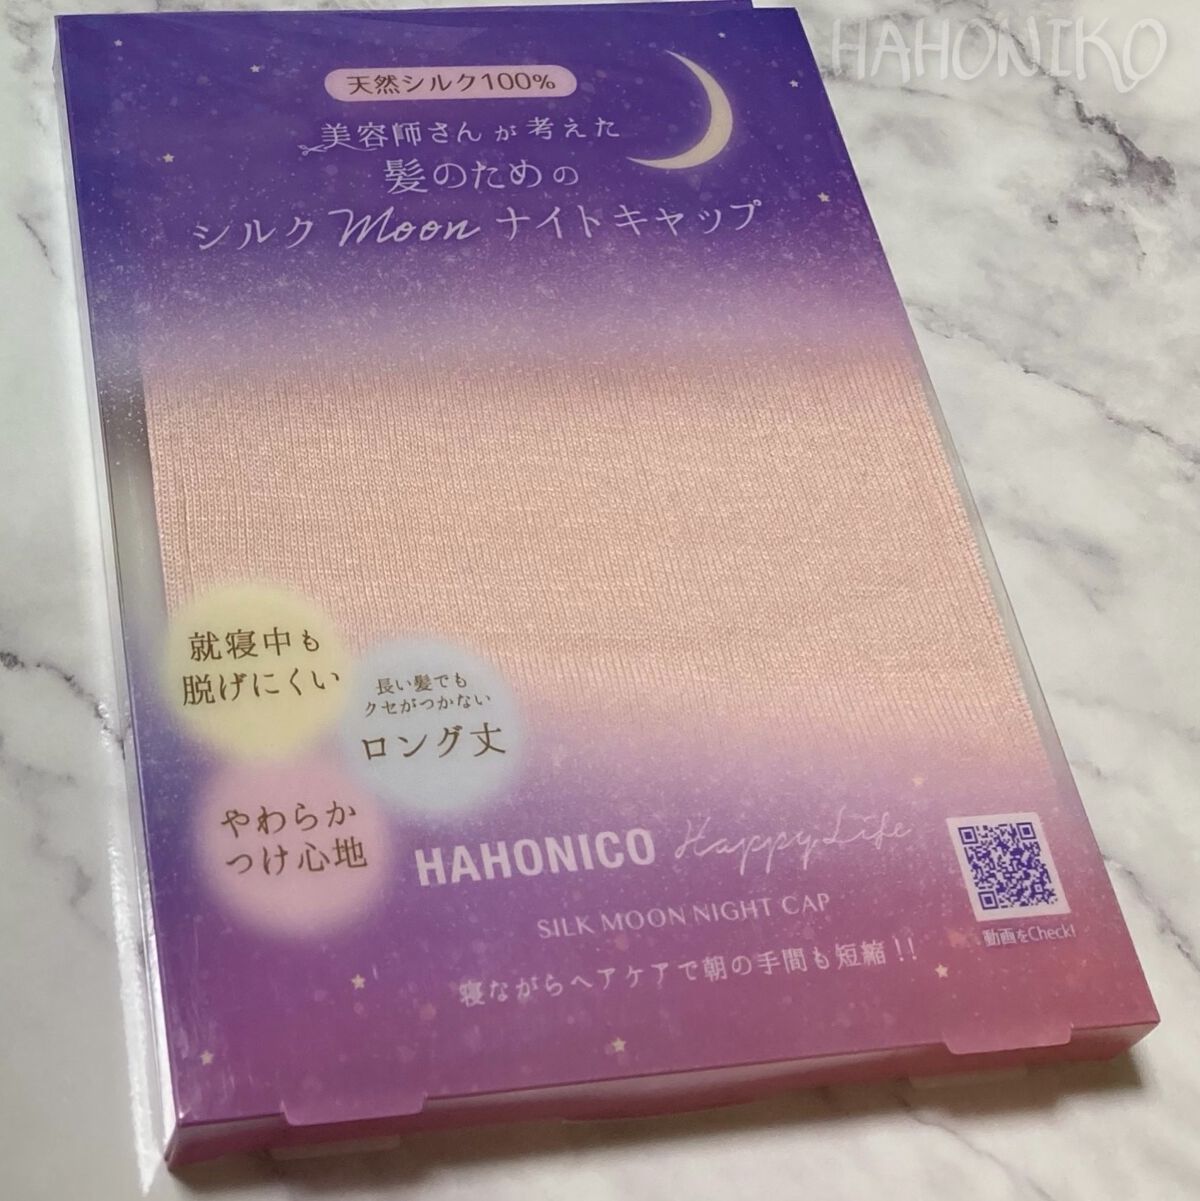 HAHONIKO
天然シルク100%
美容師さんが考えた
髪のための
シルクMoonナイトキャップ
就寝中も
脱げにくい
長い髪でも
クセがつかない
ロング丈
やわらか
つけ心地
HAHONICO Happy Life
SILK MOON NIGHT CAP
動画をCheck!
寝ながらヘアケアで朝の手間も短縮!!